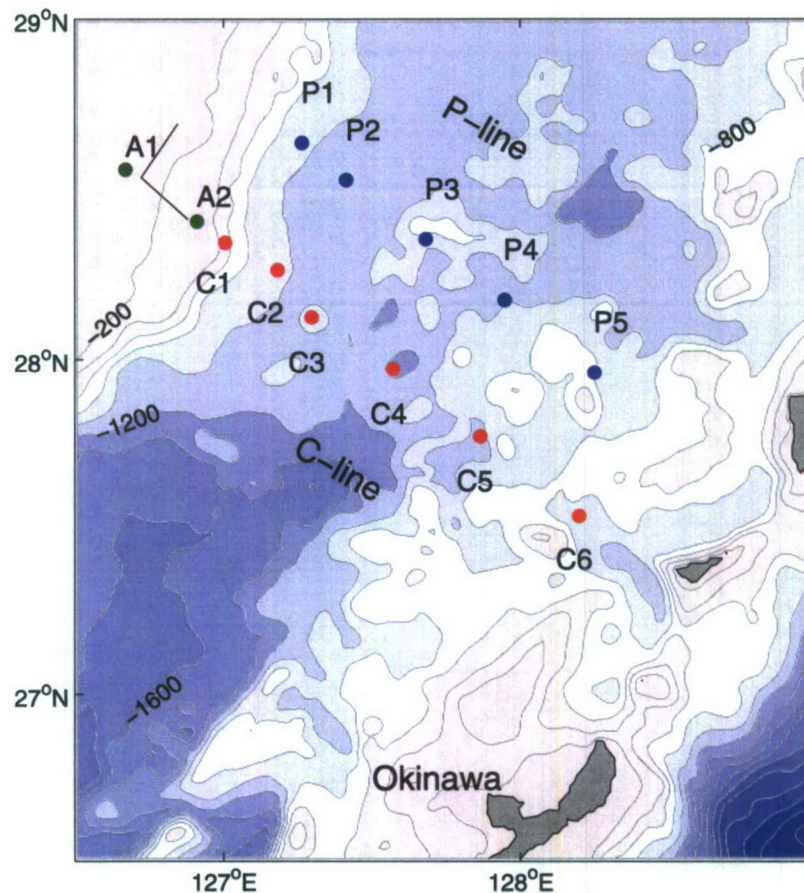 29°N
P1
P-line
P2
-800
A1
A2
P3
P4
C1
C2
-200
P5
28°N
C3
C4
-1200
C-line
C5
C6
27°N
-1600
Okinawa
127°E
128°E